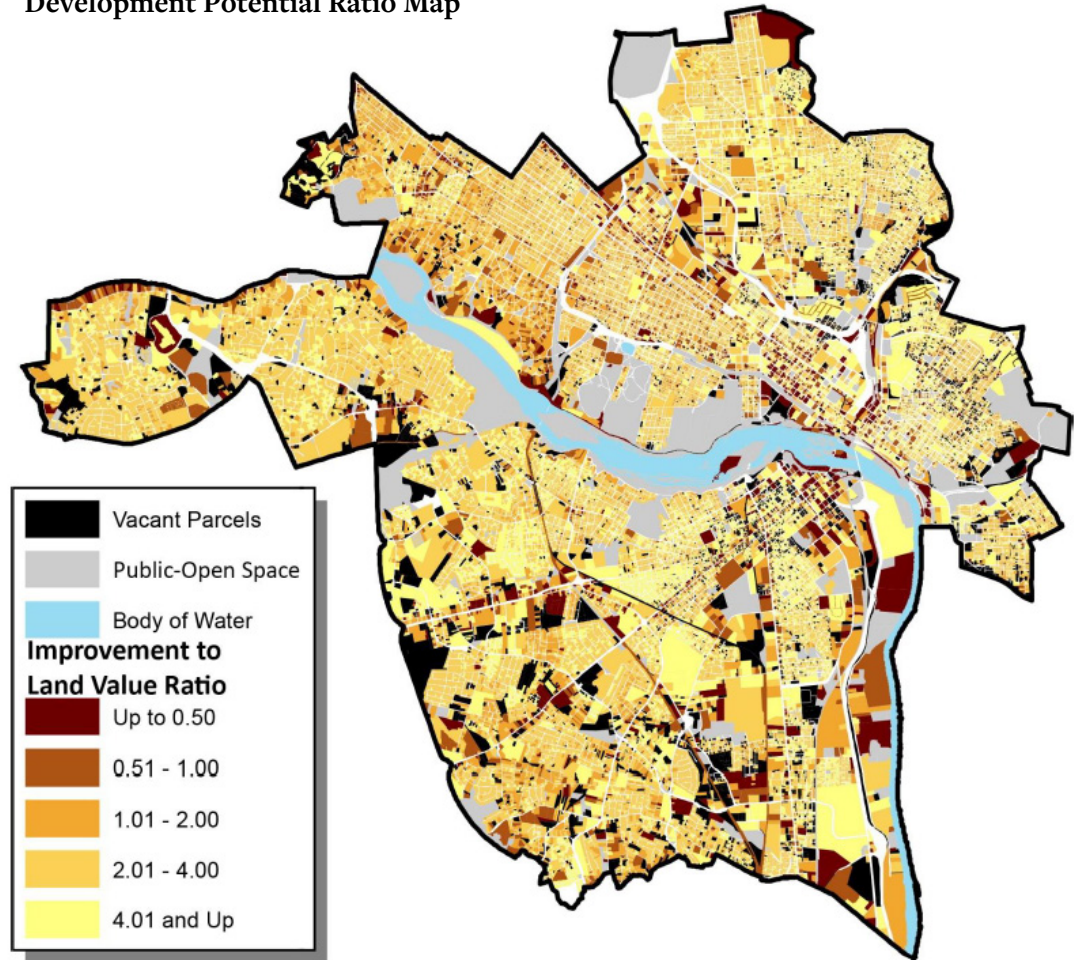 Development Potential Ratio Map
Vacant Parcels
Public-Open Space
Body of Water
Improvement to
Land Value Ratio
Up to 0.50
0.51 - 1.00
1.01 - 2.00
2.01 - 4.00
4.01 and Up